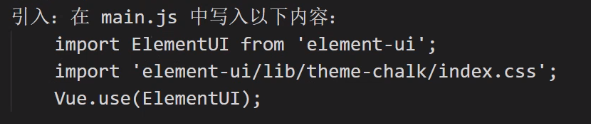 引入：在 main.js 中写入以下内容：
import ElementUI from 'element-ui';
import 'element-ui/lib/theme-chalk/index.css';
Vue.use(ElementUI);